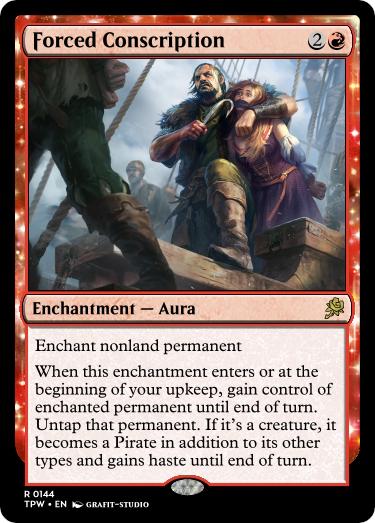 Forced Conscription 2
Enchantment — Aura
Enchant nonland permanent
When this enchantment enters or at the
beginning of your upkeep, gain control of
enchanted permanent until end of turn.
Untap that permanent. If it's a creature, it
becomes a Pirate in addition to its other
types and gains haste until end of turn.
R 0144
TPW • EN GRAFIT-STUDIO